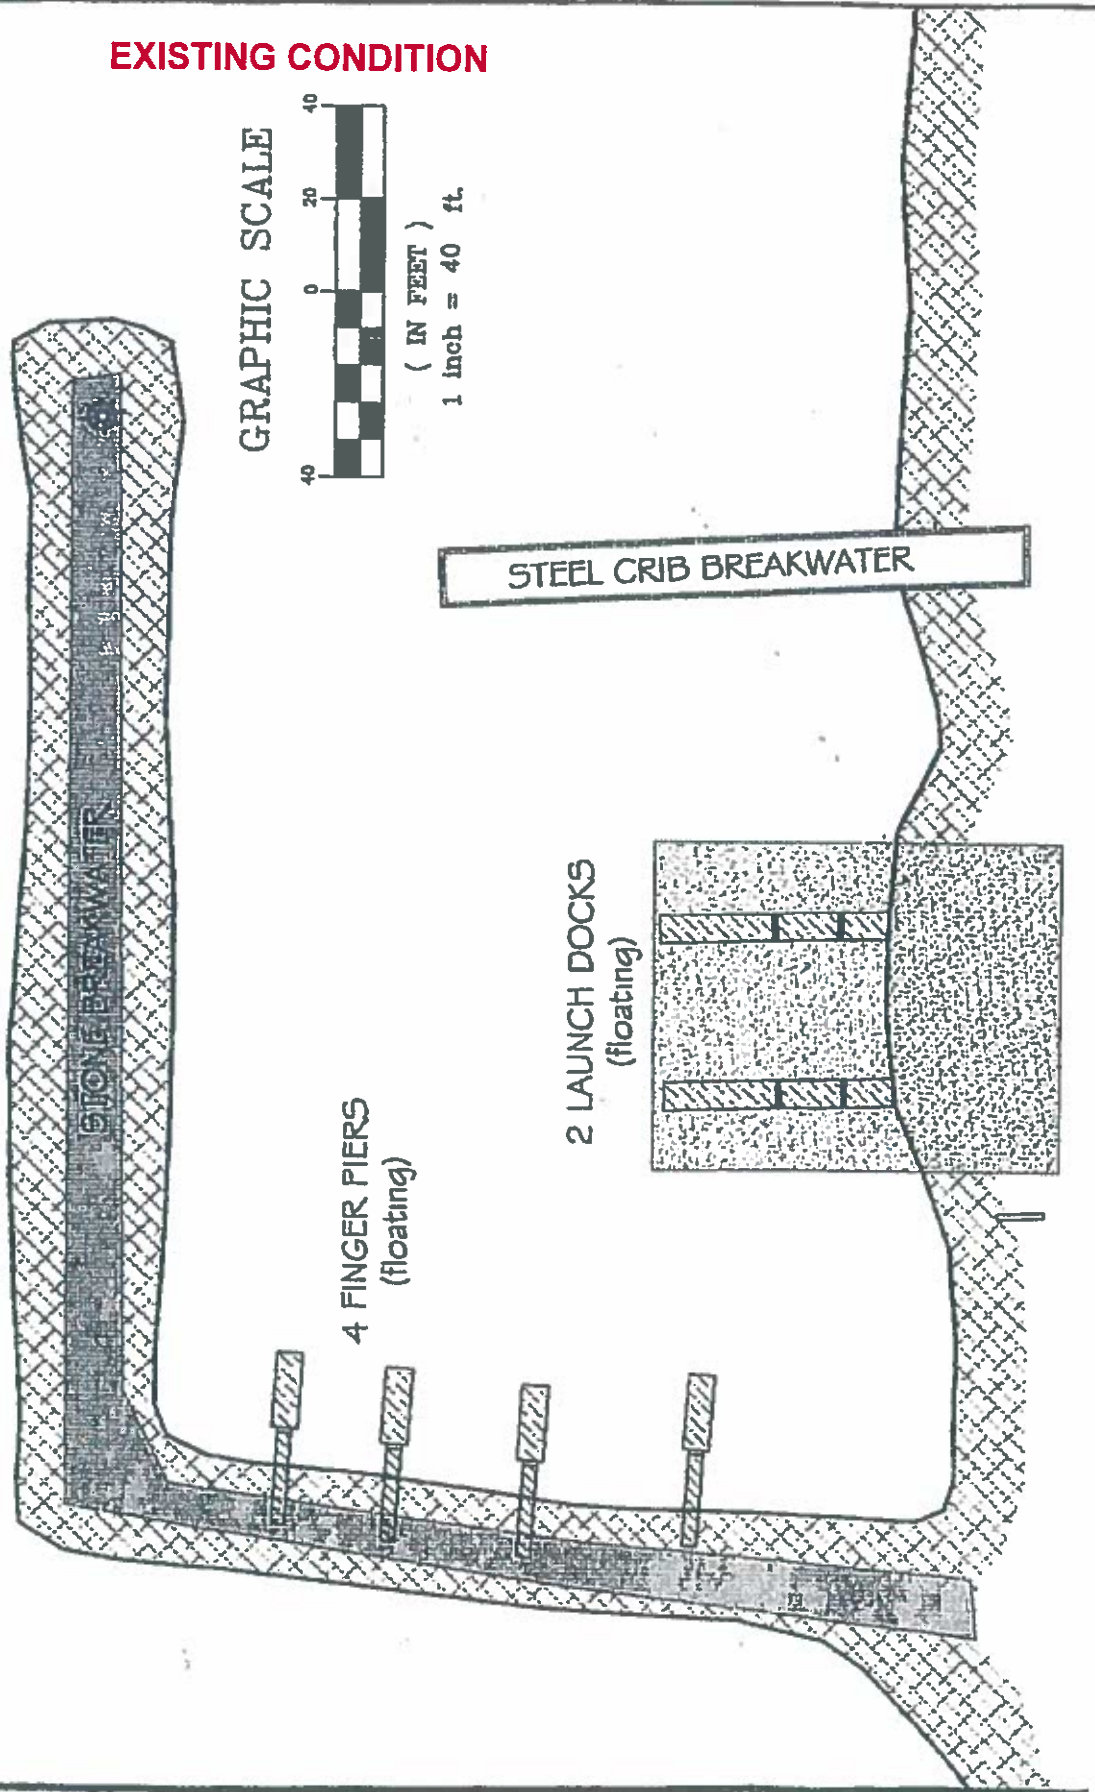 EXISTING CONDITION
GRAPHIC SCALE
40 0 20 40
( IN FEET )
1 inch = 40 ft.
STEEL CRIB BREAKWATER
STONE BREAKWATER
2 LAUNCH DOCKS
(floating)
4 FINGER PIERS
(floating)